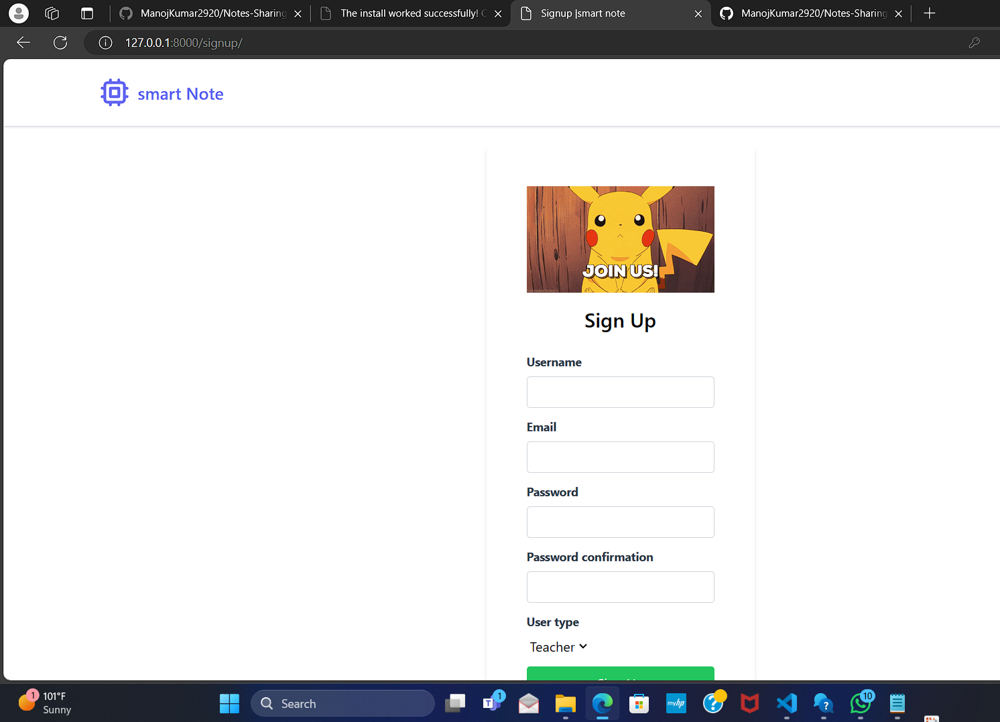 ManojKumar2920/Notes-Sharing
The install worked successfully! C
Signup |smart note
ManojKumar2920/Notes-Sharing
127.0.0.1:8000/signup/
smart Note
JOIN US!
Sign Up
Username
Email
Password
Password confirmation
User type
Teacher
1
101°F
Sunny
Search
T
1
myhp
?
?
10